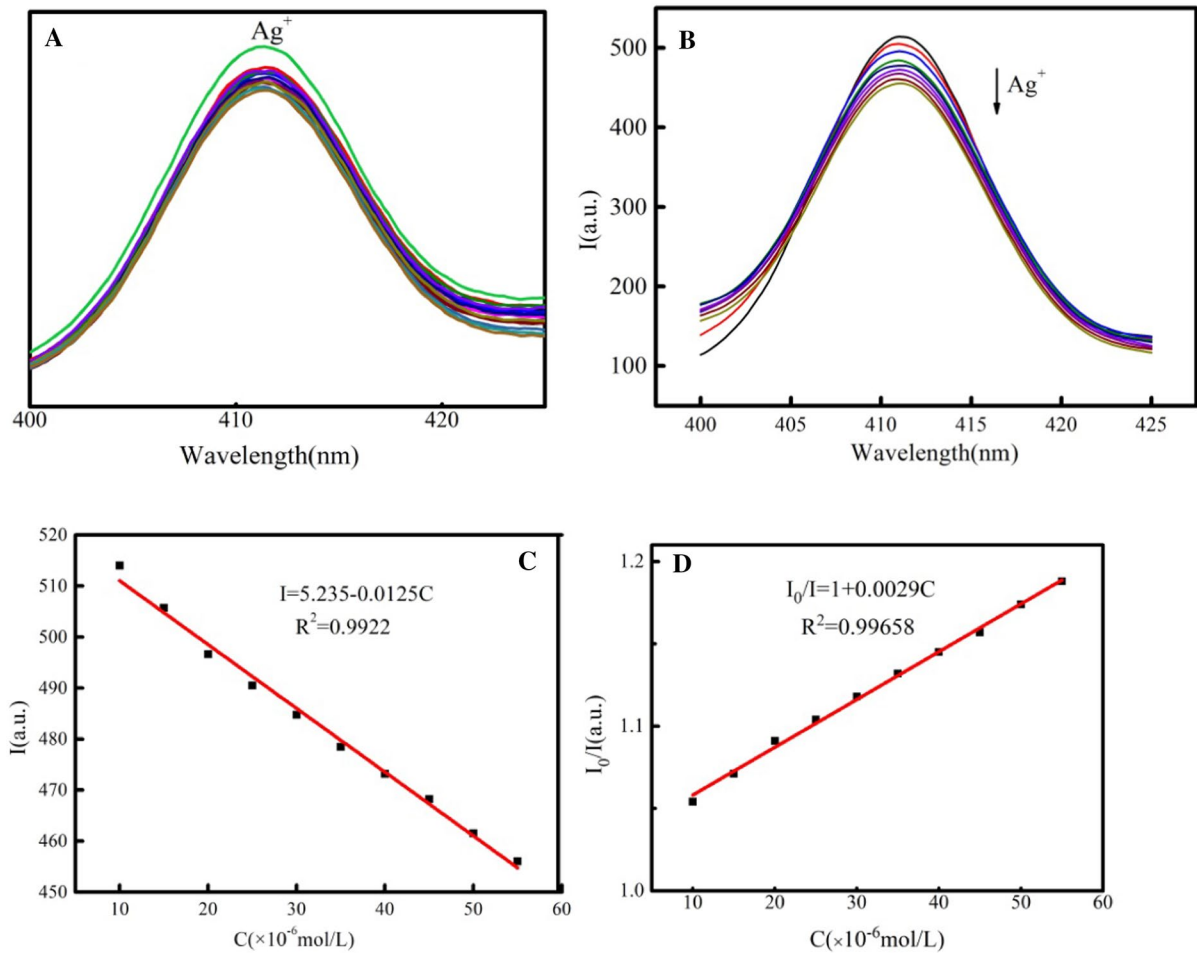 A
Ag⁺
400
410
420
Wavelength(nm)
B
Ag⁺
500
400
300
200
100
I(a.u.)
400
405
410
415
420
425
Wavelength(nm)
C
520
510
500
490
480
470
460
450
I(a.u.)
I=5.235-0.0125C
R²=0.9922
10
20
30
40
50
60
C(×10⁻⁶mol/L)
D
1.2
1.1
1.0
I₀/I(a.u.)
I₀/I=1+0.0029C
R²=0.99658
10
20
30
40
50
60
C(×10⁻⁶mol/L)